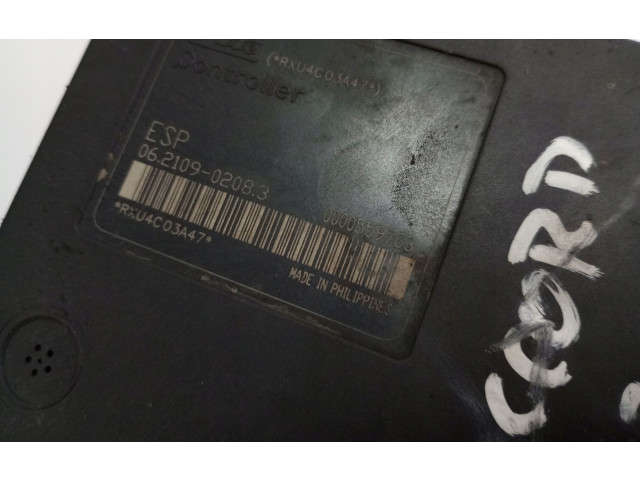 (*RXU4C03A47*)
Controller
ESP
06.2109-0208.3
*RXU4C03A47*
MADE IN PHILIPPINES
CORD